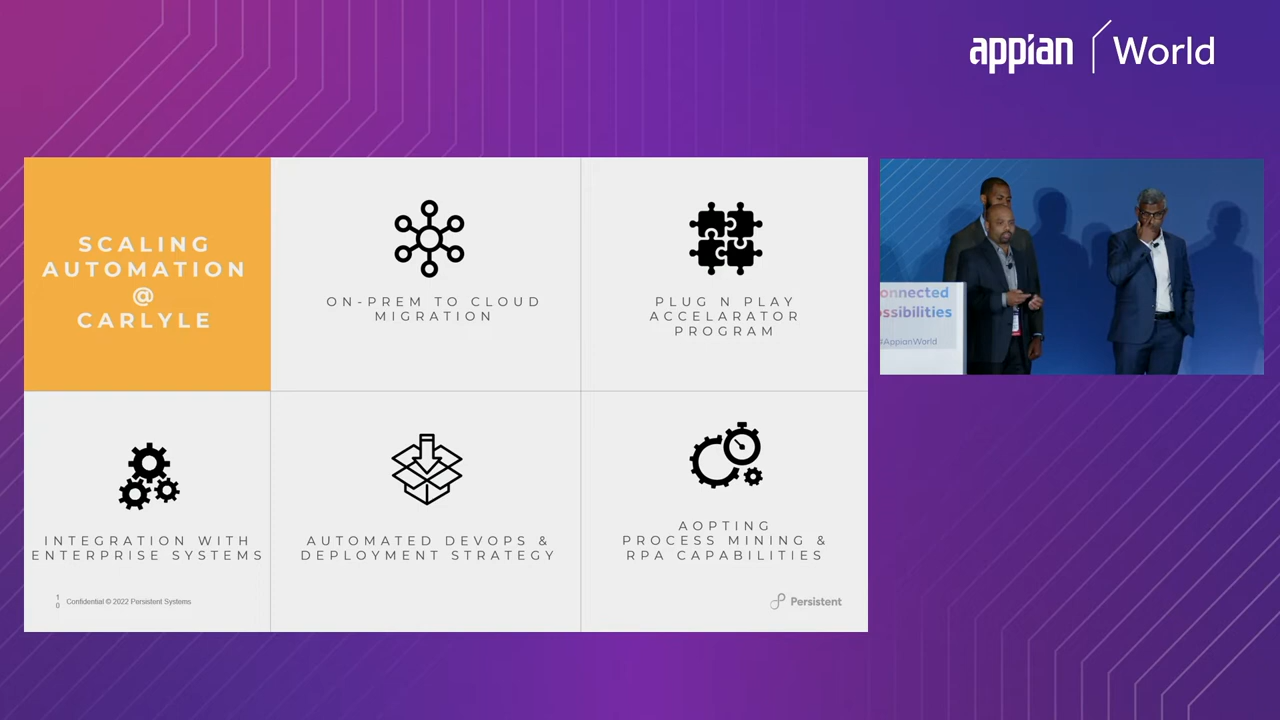 appian World
SCALING
AUTOMATION
@
CARLYLE
ON-PREM TO CLOUD
MIGRATION
PLUG N PLAY
ACCELARATOR
PROGRAM
INTEGRATION WITH
ENTERPRISE SYSTEMS
AUTOMATED DEVOPS &
DEPLOYMENT STRATEGY
AOPTING
PROCESS MINING &
RPA CAPABILITIES
10
Confidential © 2022 Persistent Systems
Persistent
onnected
ossibilities
#AppianWorld